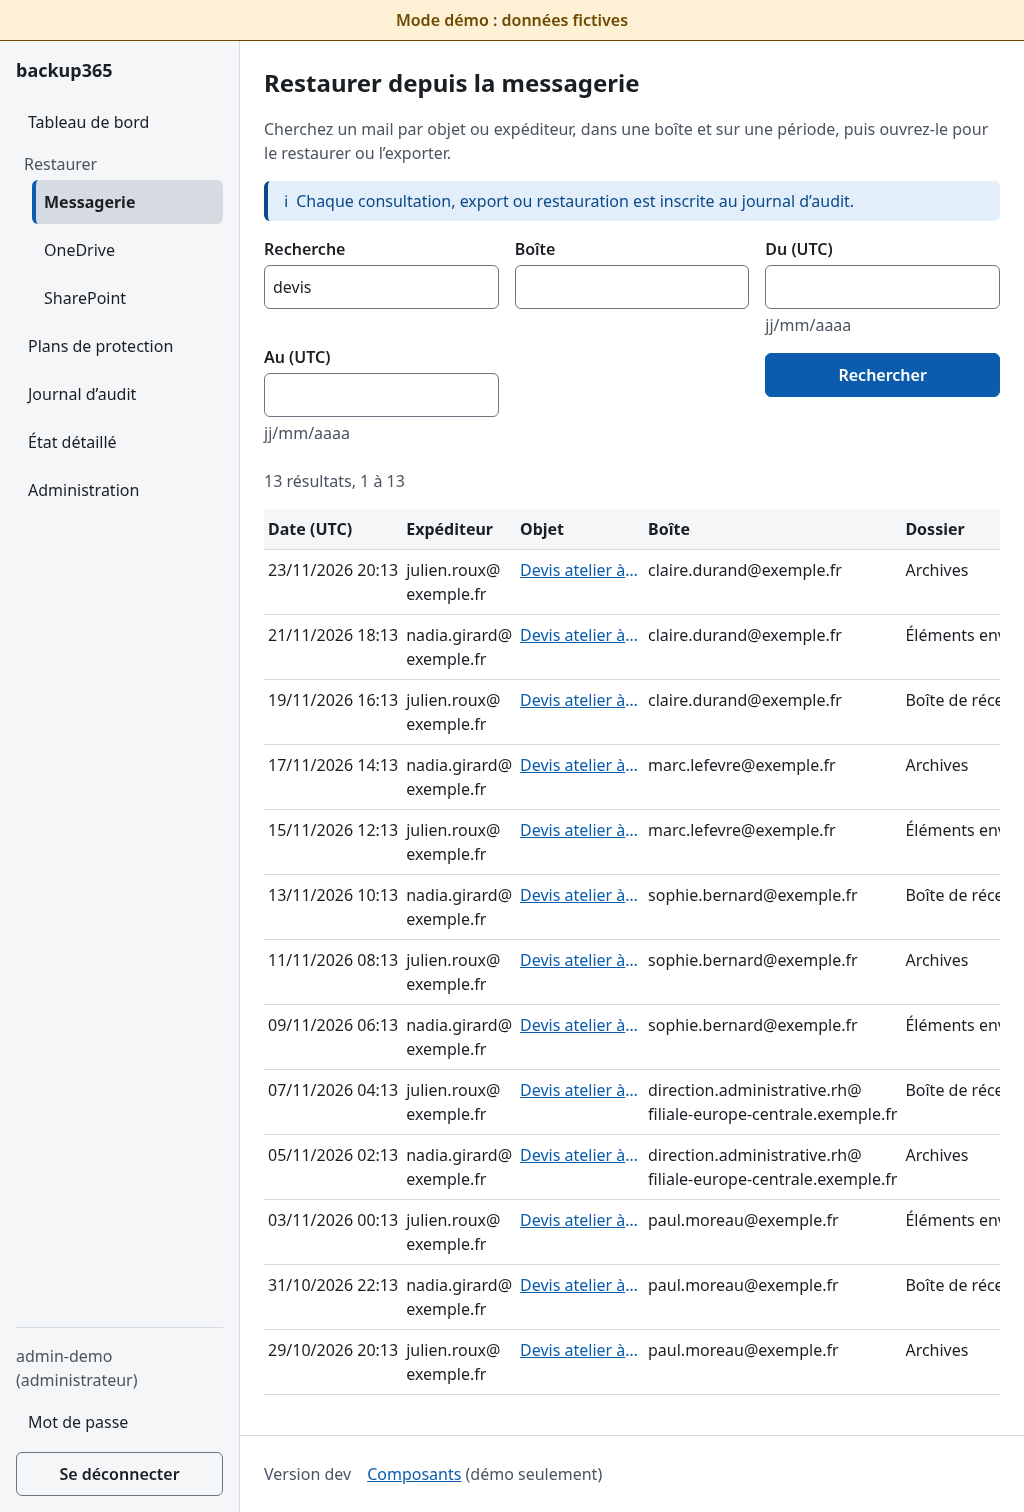 Mode démo : données fictives
backup365
Tableau de bord
Restaurer
Messagerie
OneDrive
SharePoint
Plans de protection
Journal d’audit
État détaillé
Administration
admin-demo
(administrateur)
Mot de passe
Se déconnecter
Restaurer depuis la messagerie
Cherchez un mail par objet ou expéditeur, dans une boîte et sur une période, puis ouvrez-le pour
le restaurer ou l’exporter.
i Chaque consultation, export ou restauration est inscrite au journal d’audit.
Recherche Boîte Du (UTC)
devis
jj/mm/aaaa
Au (UTC)
Rechercher
jj/mm/aaaa
13 résultats, 1 à 13
Date (UTC) Expéditeur Objet Boîte Dossier
23/11/2026 20:13 julien.roux@ Devis atelier à... claire.durand@exemple.fr Archives
exemple.fr
21/11/2026 18:13 nadia.girard@ Devis atelier à... claire.durand@exemple.fr Éléments env
exemple.fr
19/11/2026 16:13 julien.roux@ Devis atelier à... claire.durand@exemple.fr Boîte de réce
exemple.fr
17/11/2026 14:13 nadia.girard@ Devis atelier à... marc.lefevre@exemple.fr Archives
exemple.fr
15/11/2026 12:13 julien.roux@ Devis atelier à... marc.lefevre@exemple.fr Éléments env
exemple.fr
13/11/2026 10:13 nadia.girard@ Devis atelier à... sophie.bernard@exemple.fr Boîte de réce
exemple.fr
11/11/2026 08:13 julien.roux@ Devis atelier à... sophie.bernard@exemple.fr Archives
exemple.fr
09/11/2026 06:13 nadia.girard@ Devis atelier à... sophie.bernard@exemple.fr Éléments env
exemple.fr
07/11/2026 04:13 julien.roux@ Devis atelier à... direction.administrative.rh@ Boîte de réce
exemple.fr filiale-europe-centrale.exemple.fr
05/11/2026 02:13 nadia.girard@ Devis atelier à... direction.administrative.rh@ Archives
exemple.fr filiale-europe-centrale.exemple.fr
03/11/2026 00:13 julien.roux@ Devis atelier à... paul.moreau@exemple.fr Éléments env
exemple.fr
31/10/2026 22:13 nadia.girard@ Devis atelier à... paul.moreau@exemple.fr Boîte de réce
exemple.fr
29/10/2026 20:13 julien.roux@ Devis atelier à... paul.moreau@exemple.fr Archives
exemple.fr
Version dev Composants (démo seulement)